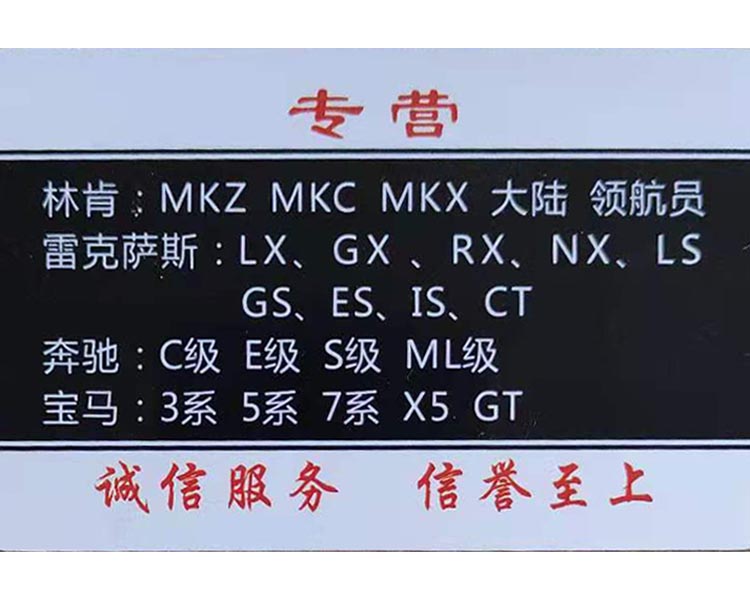 专营
林肯：MKZ MKC MKX 大陆 领航员
雷克萨斯：LX、GX 、RX、NX、LS
GS、ES、IS、CT
奔驰：C级 E级 S级 ML级
宝马：3系 5系 7系 X5 GT
诚信服务 信誉至上